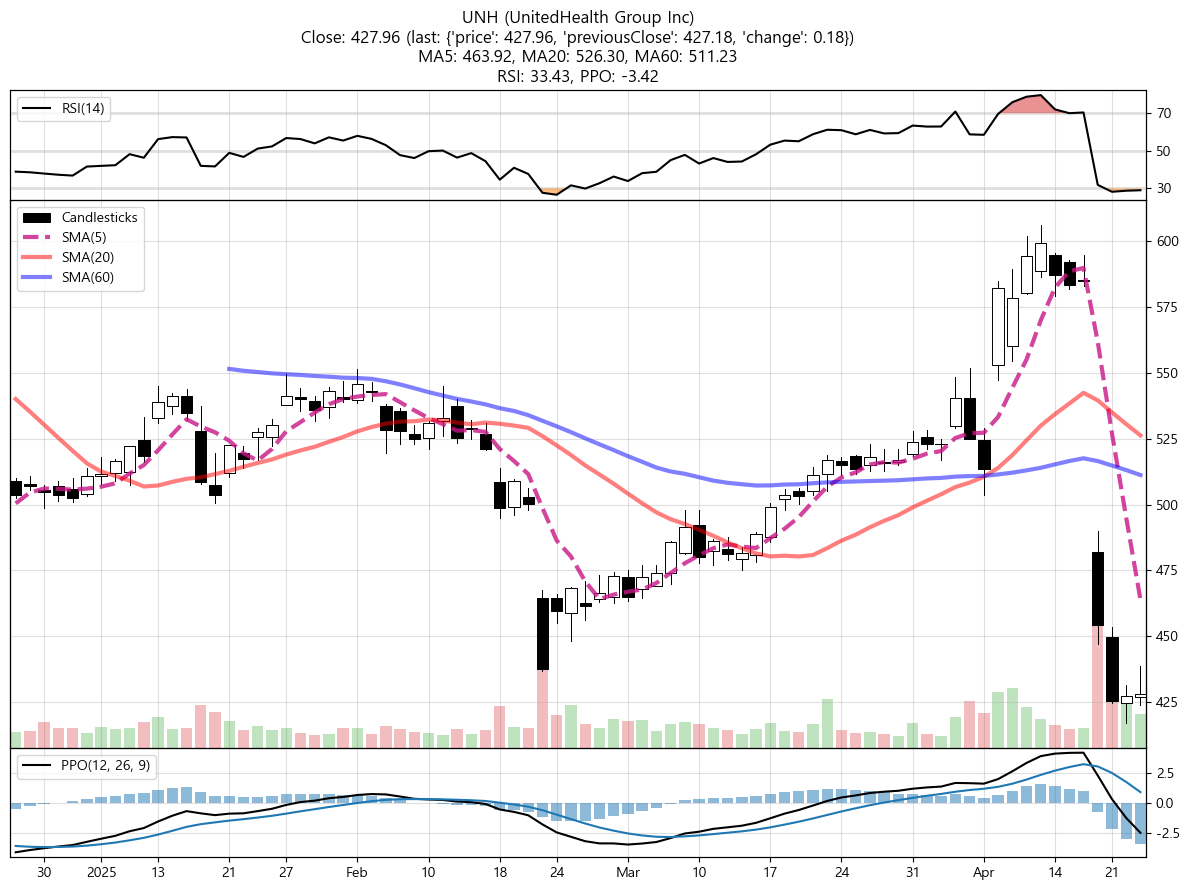 UNH (UnitedHealth Group Inc)
Close: 427.96 (last: {'price': 427.96, 'previousClose': 427.18, 'change': 0.18})
MA5: 463.92, MA20: 526.30, MA60: 511.23
RSI: 33.43, PPO: -3.42
RSI(14)
70
50
30
Candlesticks
SMA(5)
SMA(20)
SMA(60)
600
575
550
525
500
475
450
425
PPO(12, 26, 9)
2.5
0.0
−2.5
30 2025 13 21 27 Feb 10 18 24 Mar 10 17 24 31 Apr 14 21